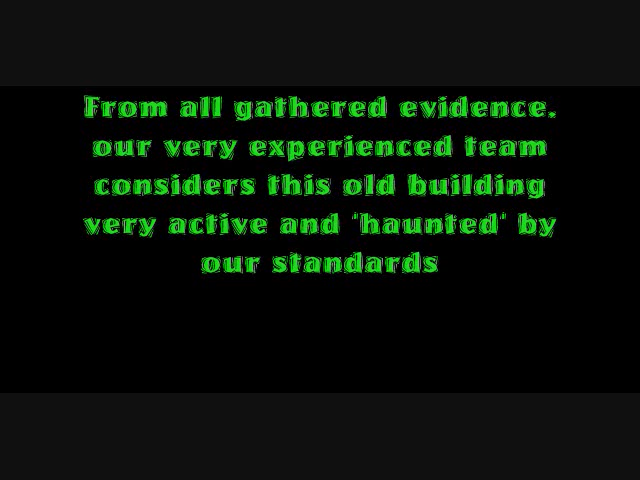 From all gathered evidence,
our very experienced team
considers this old building
very active and 'haunted' by
our standards